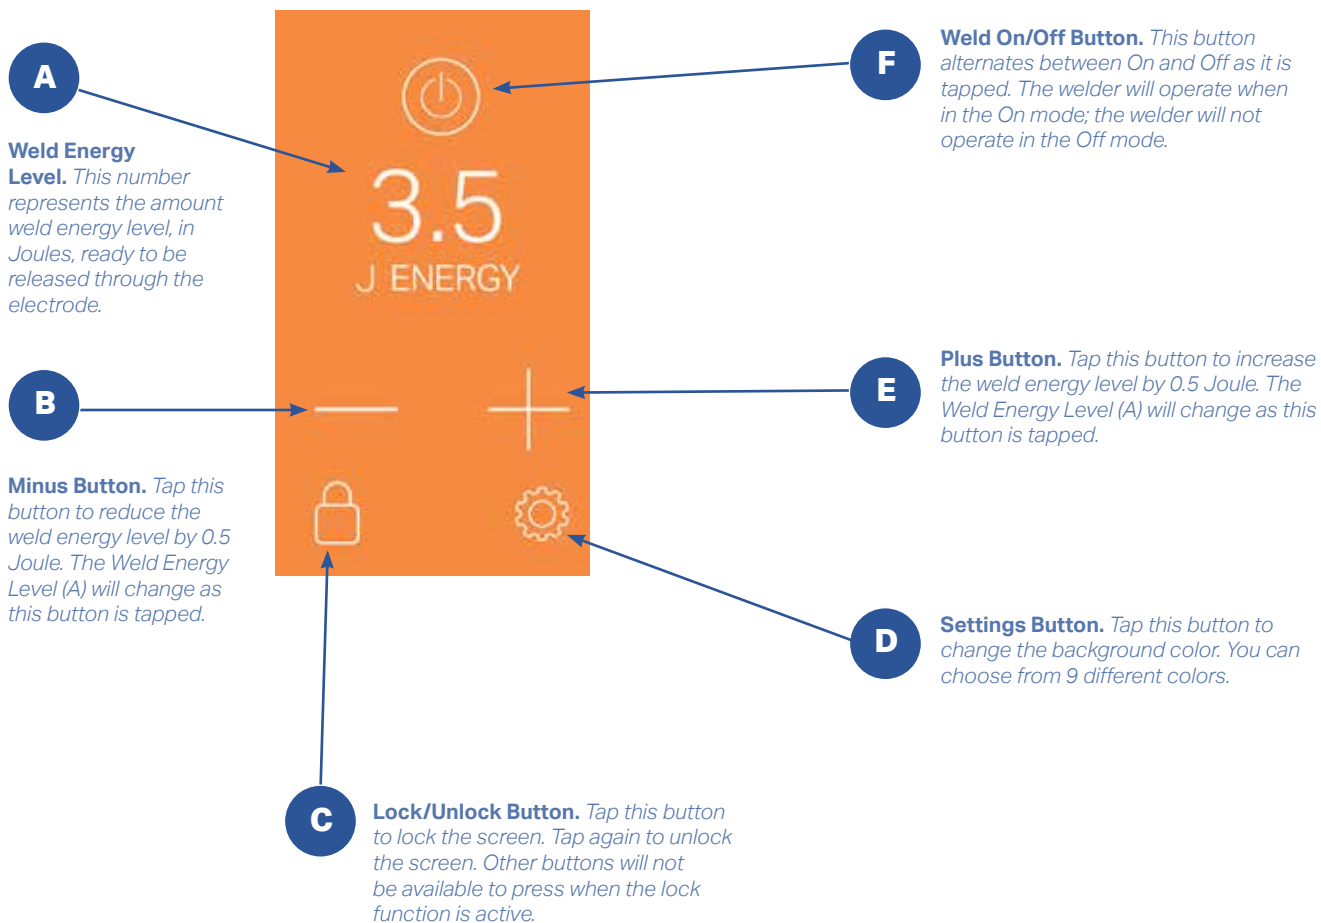 A
Weld Energy
Level. This number
represents the amount
weld energy level, in
Joules, ready to be
released through the
electrode.
B
Minus Button. Tap this
button to reduce the
weld energy level by 0.5
Joule. The Weld Energy
Level (A) will change as
this button is tapped.
3.5
J ENERGY
C
Lock/Unlock Button. Tap this button
to lock the screen. Tap again to unlock
the screen. Other buttons will not
be available to press when the lock
function is active.
F
Weld On/Off Button. This button
alternates between On and Off as it is
tapped. The welder will operate when
in the On mode; the welder will not
operate in the Off mode.
E
Plus Button. Tap this button to increase
the weld energy level by 0.5 Joule. The
Weld Energy Level (A) will change as this
button is tapped.
D
Settings Button. Tap this button to
change the background color. You can
choose from 9 different colors.